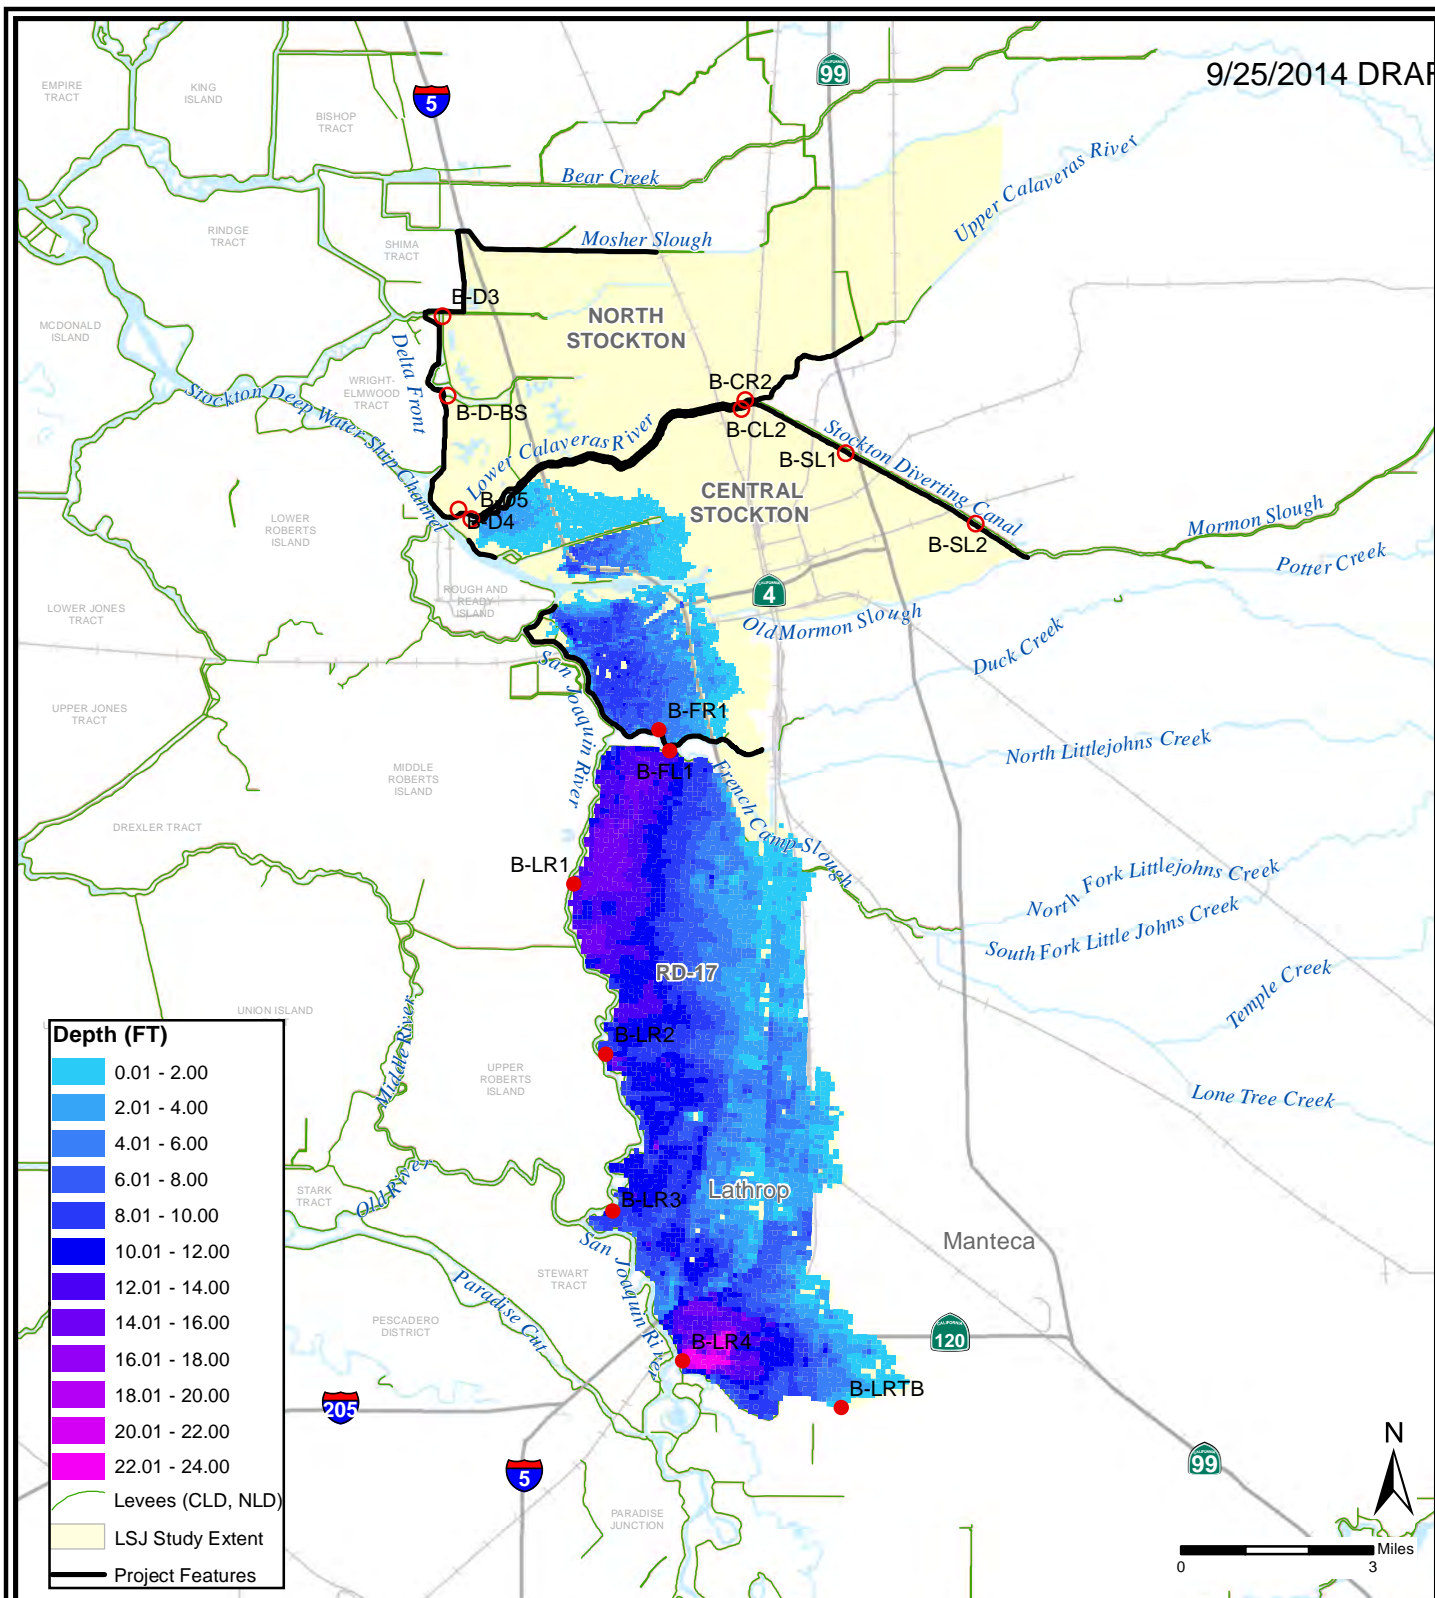 9/25/2014 DRAF
EMPIRE
TRACT
KING
ISLAND
BISHOP
TRACT
5
CALIFORNIA
99
Bear Creek
Upper Calaveras River
RINDGE
TRACT
SHIMA
TRACT
Mosher Slough
B-D3
NORTH
STOCKTON
MCDONALD
ISLAND
Delta Front
WRIGHT-
ELMWOOD
TRACT
Stockton Deep Water Ship Channel
B-D-BS
B-CR2
B-CL2
Lower Calaveras River
B-SL1
Stockton Diverting Canal
CENTRAL
STOCKTON
B-D5
B-D4
LOWER
ROBERTS
ISLAND
B-SL2
Mormon Slough
Potter Creek
ROUGH AND
READY
ISLAND
CALIFORNIA
4
Old Mormon Slough
LOWER JONES
TRACT
Duck Creek
San Joaquin River
UPPER JONES
TRACT
B-FR1
B-FL1
North Littlejohns Creek
MIDDLE
ROBERTS
ISLAND
French Camp Slough
DREXLER TRACT
B-LR1
North Fork Littlejohns Creek
South Fork Little Johns Creek
RD-17
Temple Creek
UNION ISLAND
Middle River
B-LR2
UPPER
ROBERTS
ISLAND
Lone Tree Creek
STARK
TRACT
Old River
Lathrop
B-LR3
Manteca
San Joaquin River
STEWART
TRACT
Paradise Cut
PESCADERO
DISTRICT
B-LR4
CALIFORNIA
120
B-LRTB
205
5
CALIFORNIA
99
PARADISE
JUNCTION
Depth (FT)
0.01 - 2.00
2.01 - 4.00
4.01 - 6.00
6.01 - 8.00
8.01 - 10.00
10.01 - 12.00
12.01 - 14.00
14.01 - 16.00
16.01 - 18.00
18.01 - 20.00
20.01 - 22.00
22.01 - 24.00
Levees (CLD, NLD)
LSJ Study Extent
Project Features
N
Miles
0
3